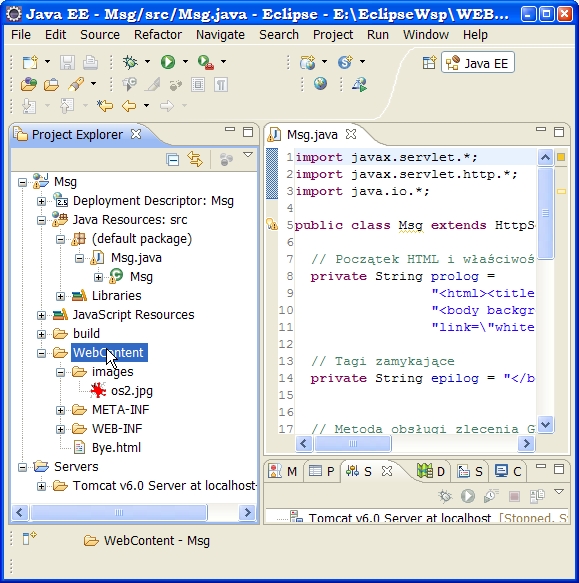 Java EE - Msg/src/Msg.java - Eclipse - E:\EclipseWsp\WEB...
File Edit Source Refactor Navigate Search Project Run Window Help
Java EE
Project Explorer
Msg
Deployment Descriptor: Msg
Java Resources: src
(default package)
Msg.java
Msg
Libraries
JavaScript Resources
build
WebContent
images
os2.jpg
META-INF
WEB-INF
Bye.html
Servers
Tomcat v6.0 Server at localhost-
Msg.java
1 import javax.servlet.*;
2 import javax.servlet.http.*;
3 import java.io.*;
4
5 public class Msg extends HttpS
6
7 // Początek HTML i właściwoś
8 private String prolog =
9 "<html><title
10 "<body backgr
11 "link=\"white
12
13 // Tagi zamykające
14 private String epilog = "</b
15
16
17 // Metoda obsługi zlecenia G
M P S D S C
Tomcat v6.0 Server at localhost [Stopped, S
WebContent - Msg